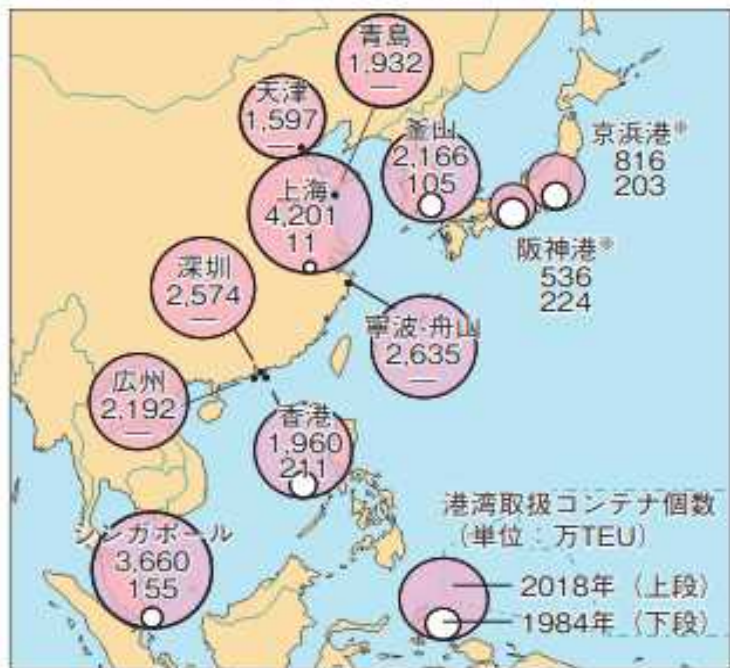 青島
1,932
—
天津
1,597
—
釜山
2,166
105
京浜港※
816
203
上海
4,201
11
阪神港※
536
224
深圳
2,574
—
寧波・舟山
2,635
—
広州
2,192
—
香港
1,960
211
シンガポール
3,660
155
港湾取扱コンテナ個数
（単位：万TEU）
2018年（上段）
1984年（下段）